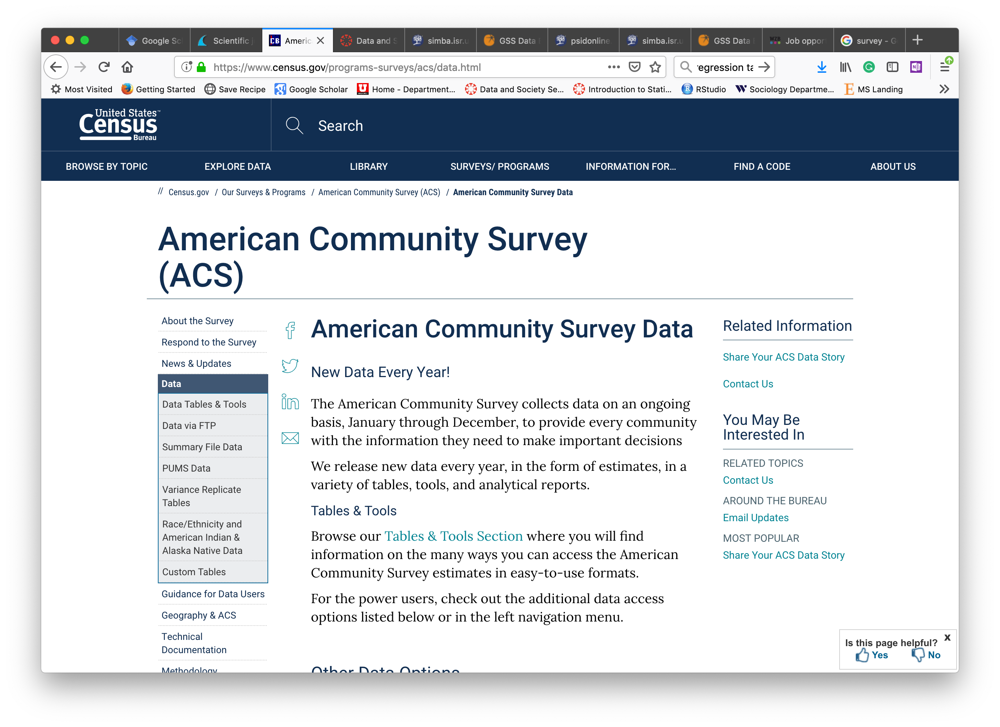 Google Sc
Scientific j
CB Americ
Data and S
simba.isr.u
GSS Data
psidonline.
simba.isr.u
GSS Data
WZB Job oppor
survey - G
https://www.census.gov/programs-surveys/acs/data.html
regression ta
Most Visited
Getting Started
Save Recipe
Google Scholar
Home - Department...
Data and Society Se...
Introduction to Stati...
RStudio
Sociology Departme...
MS Landing
United States™
Census
Bureau
Search
BROWSE BY TOPIC
EXPLORE DATA
LIBRARY
SURVEYS/ PROGRAMS
INFORMATION FOR...
FIND A CODE
ABOUT US
// Census.gov / Our Surveys & Programs / American Community Survey (ACS) / American Community Survey Data
American Community Survey
(ACS)
About the Survey
Respond to the Survey
News & Updates
Data
Data Tables & Tools
Data via FTP
Summary File Data
PUMS Data
Variance Replicate
Tables
Race/Ethnicity and
American Indian &
Alaska Native Data
Custom Tables
Guidance for Data Users
Geography & ACS
Technical
Documentation
Methodology
American Community Survey Data
New Data Every Year!
The American Community Survey collects data on an ongoing
basis, January through December, to provide every community
with the information they need to make important decisions
We release new data every year, in the form of estimates, in a
variety of tables, tools, and analytical reports.
Tables & Tools
Browse our Tables & Tools Section where you will find
information on the many ways you can access the American
Community Survey estimates in easy-to-use formats.
For the power users, check out the additional data access
options listed below or in the left navigation menu.
Other Data Options
Related Information
Share Your ACS Data Story
Contact Us
You May Be
Interested In
RELATED TOPICS
Contact Us
AROUND THE BUREAU
Email Updates
MOST POPULAR
Share Your ACS Data Story
Is this page helpful? x
Yes No